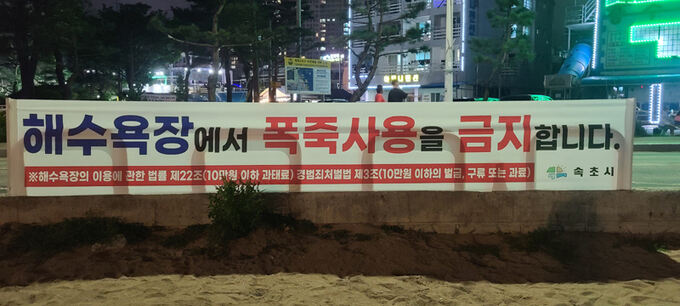 해수욕장에서 폭죽사용을 금지합니다.
※해수욕장의 이용에 관한 법률 제22조(10만원 이하 과태료) 경범죄처벌법 제3조(10만원 이하의 벌금, 구류 또는 과료)
속초시